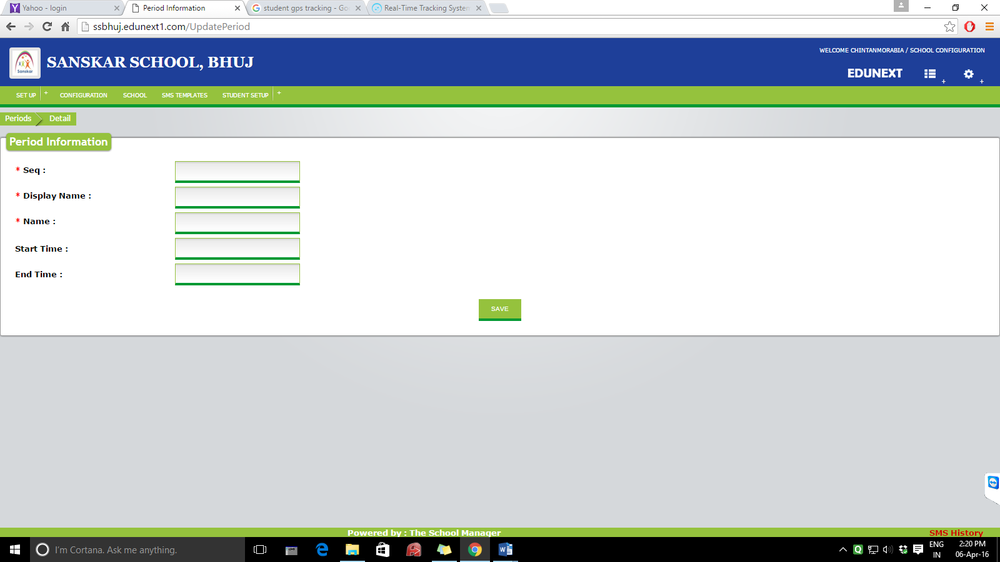 Yahoo - login
Period Information
student gps tracking - Go
Real-Time Tracking System
ssbhuj.edunext1.com/UpdatePeriod
Sanskar
SANSKAR SCHOOL, BHUJ
WELCOME CHINTANMORABIA / SCHOOL CONFIGURATION
EDUNEXT
+
+
SET UP
+
CONFIGURATION
SCHOOL
SMS TEMPLATES
STUDENT SETUP
+
Periods
Detail
Period Information
* Seq :
* Display Name :
* Name :
Start Time :
End Time :
SAVE
Powered by : The School Manager
SMS History
I'm Cortana. Ask me anything.
ENG
IN
2:20 PM
06-Apr-16